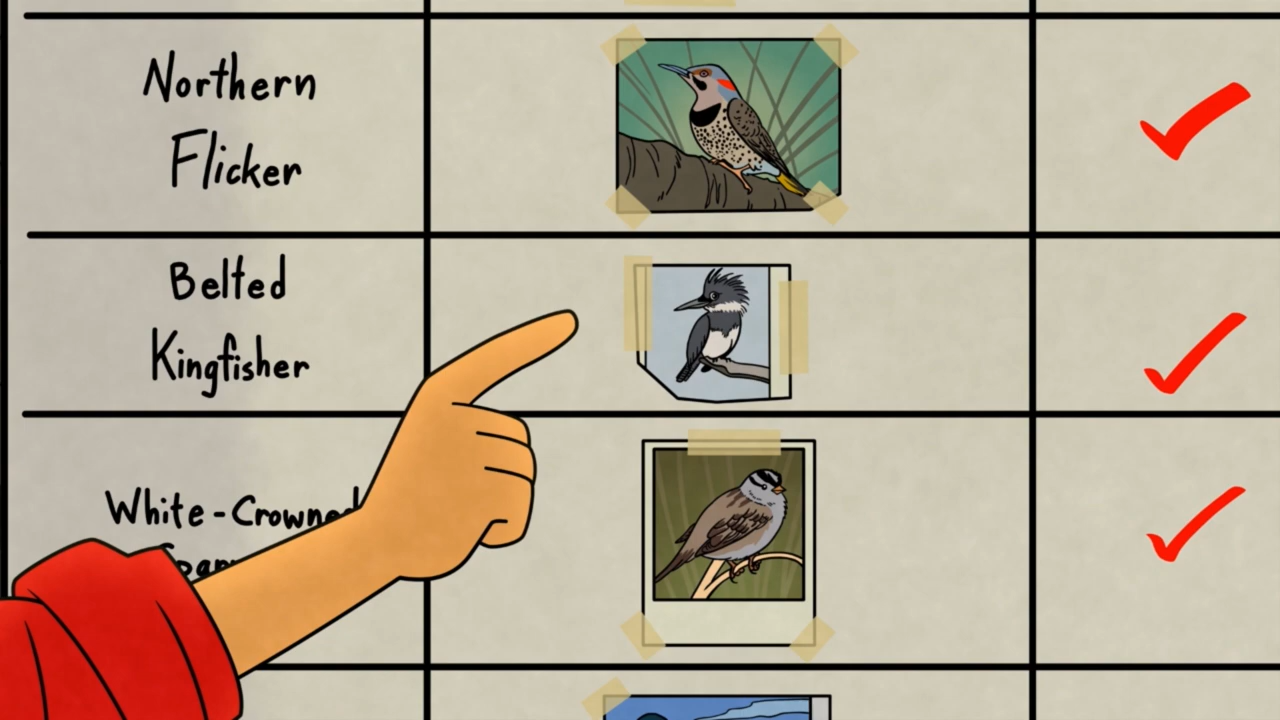 Northern
Flicker
Belted
Kingfisher
White-Crowned